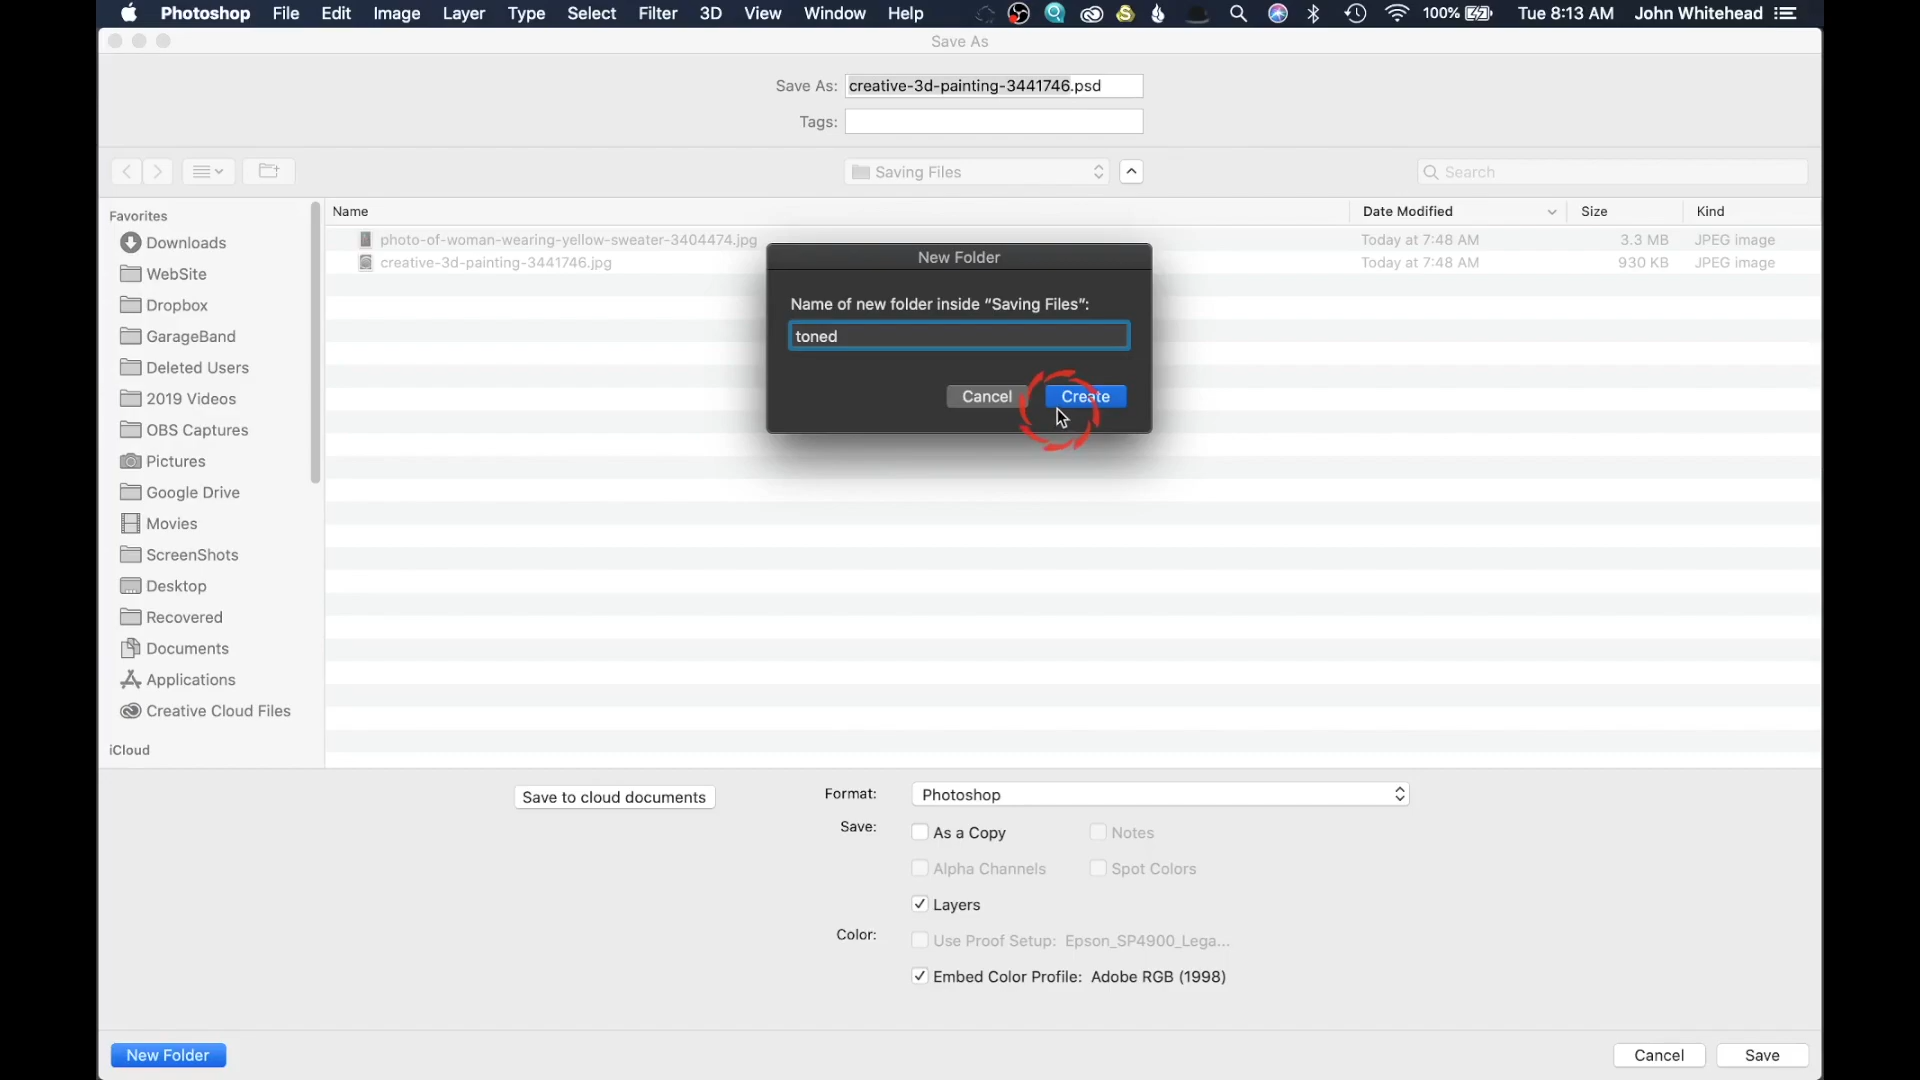 Photoshop File Edit Image Layer Type Select Filter 3D View Window Help 100% Tue 8:13 AM John Whitehead
Save As
Save As: creative-3d-painting-3441746.psd
Tags:
Saving Files
Search
Favorites
Downloads
WebSite
Dropbox
GarageBand
Deleted Users
2019 Videos
OBS Captures
Pictures
Google Drive
Movies
ScreenShots
Desktop
Recovered
Documents
Applications
Creative Cloud Files
iCloud
Name Date Modified Size Kind
photo-of-woman-wearing-yellow-sweater-3404474.jpg Today at 7:48 AM 3.3 MB JPEG image
creative-3d-painting-3441746.jpg Today at 7:48 AM 930 KB JPEG image
New Folder
Name of new folder inside “Saving Files”:
toned
Cancel Create
Save to cloud documents
Format: Photoshop
Save: As a Copy Notes
Alpha Channels Spot Colors
Layers
Color: Use Proof Setup: Epson_SP4900_Lega...
Embed Color Profile: Adobe RGB (1998)
New Folder Cancel Save